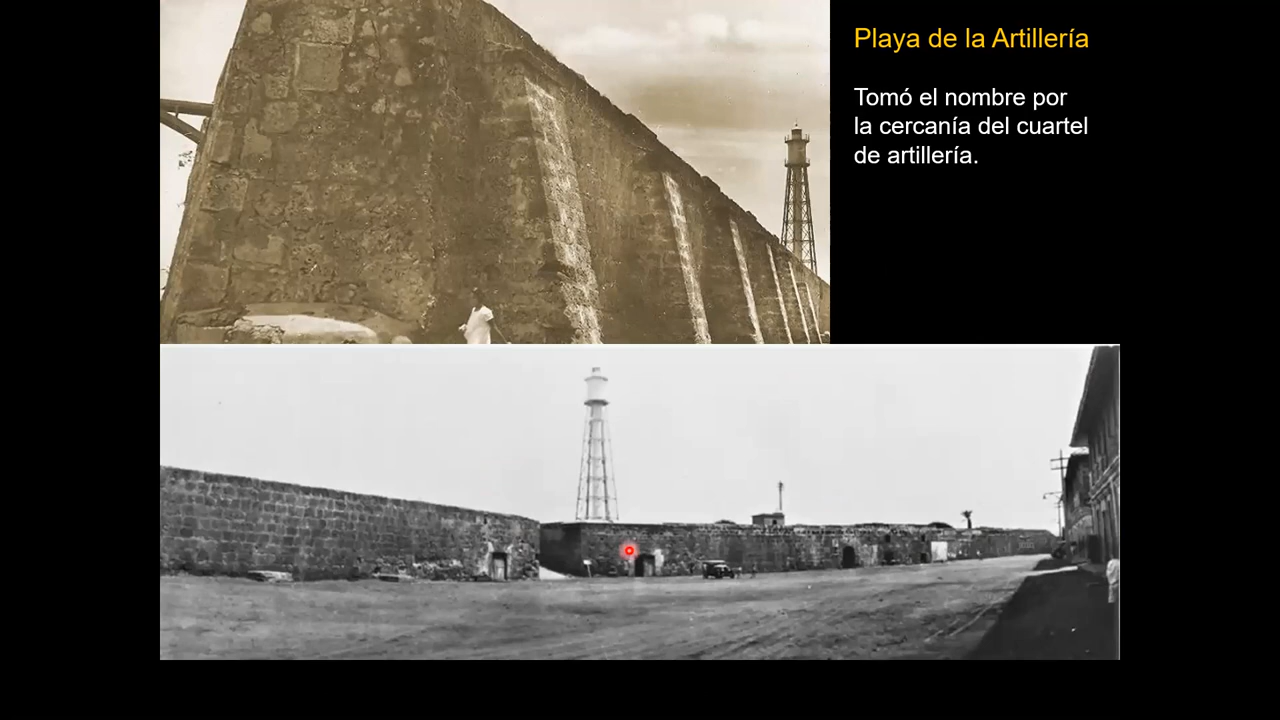 Playa de la Artillería
Tomó el nombre por
la cercanía del cuartel
de artillería.